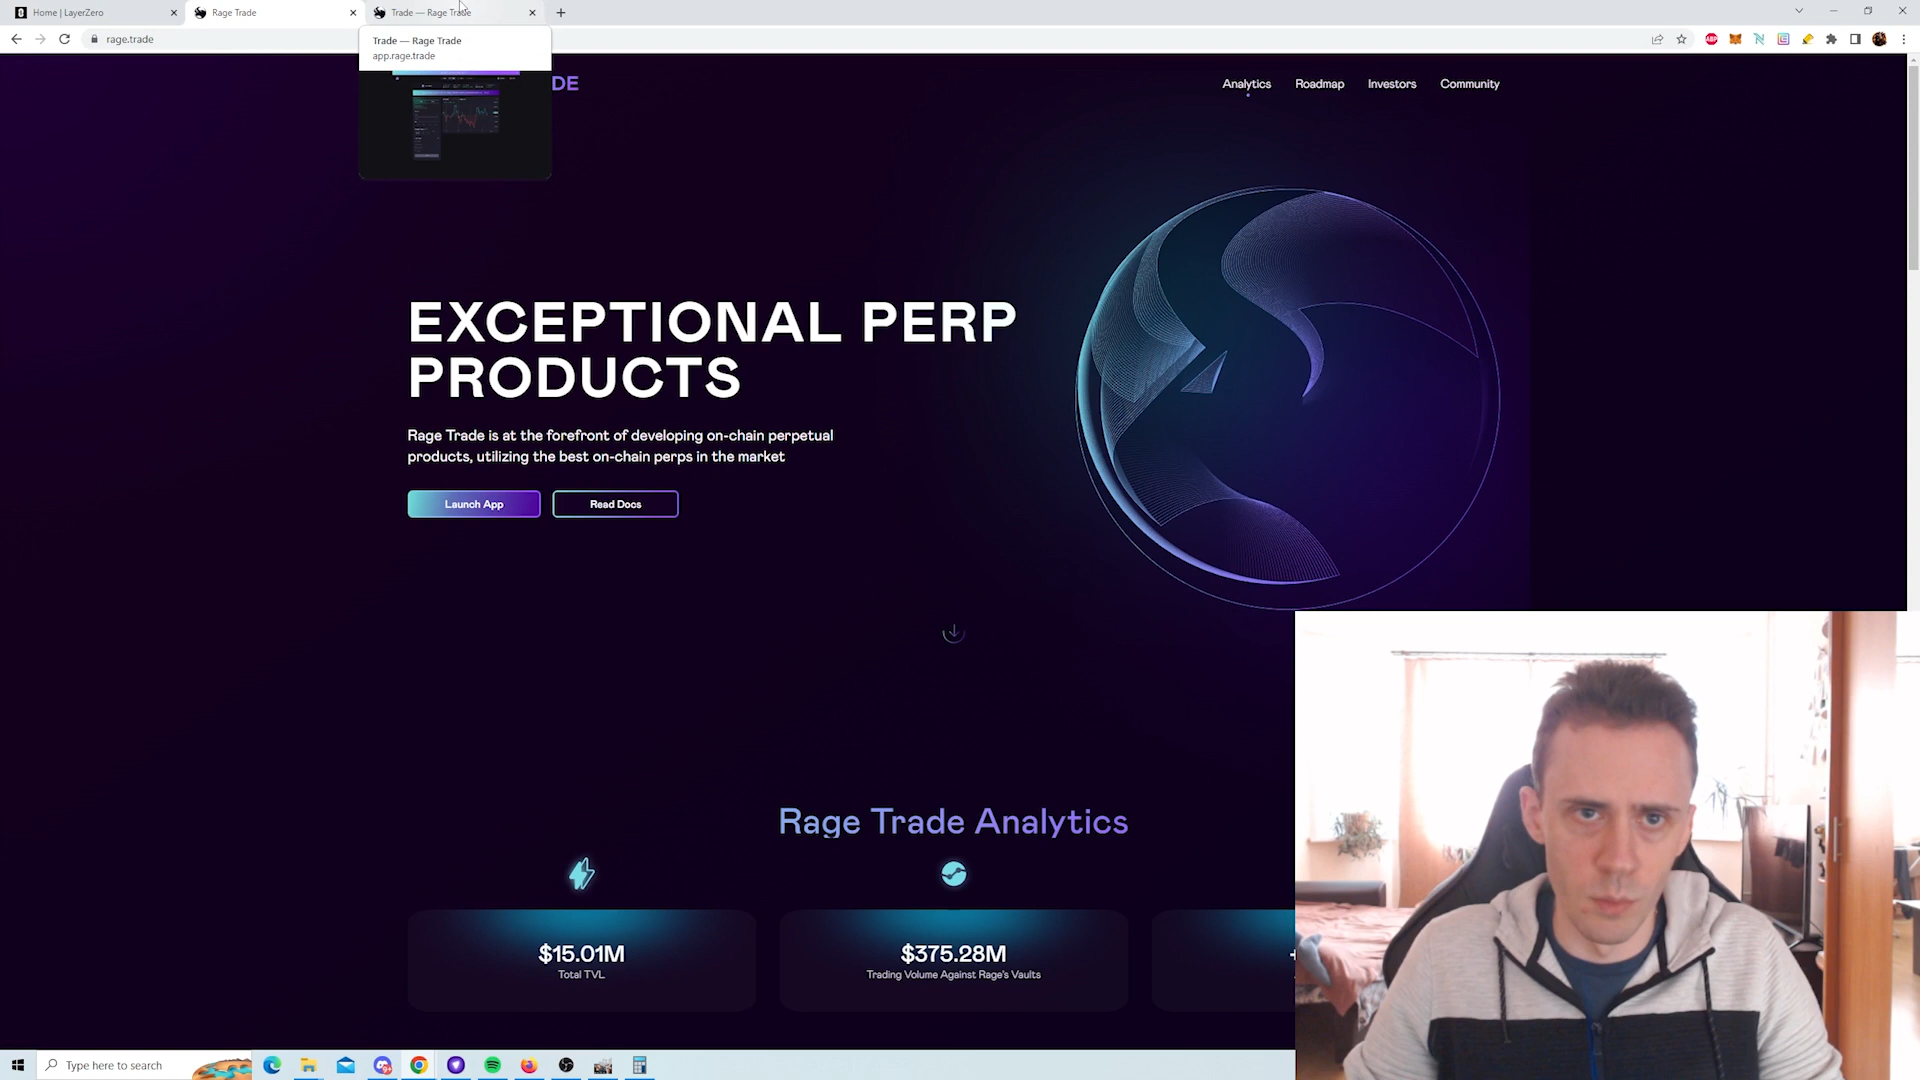 Home | LayerZero
Rage Trade
Trade — Rage Trade
rage.trade
Trade — Rage Trade
app.rage.trade
DE
Analytics
Roadmap
Investors
Community
EXCEPTIONAL PERP
PRODUCTS
Rage Trade is at the forefront of developing on-chain perpetual
products, utilizing the best on-chain perps in the market
Launch App
Read Docs
Rage Trade Analytics
$15.01M
Total TVL
$375.28M
Trading Volume Against Rage's Vaults
Type here to search